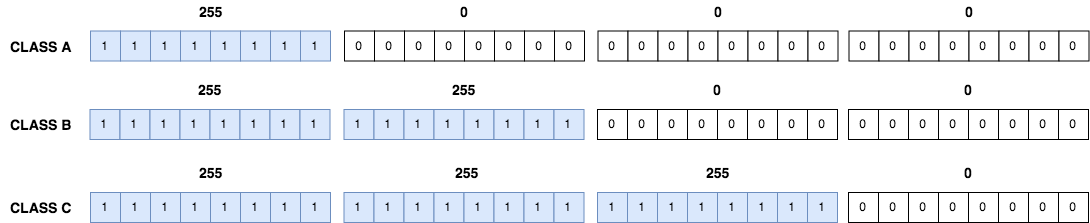 255 0 0 0
CLASS A 1 1 1 1 1 1 1 1 0 0 0 0 0 0 0 0 0 0 0 0 0 0 0 0 0 0 0 0 0 0 0 0
255 255 0 0
CLASS B 1 1 1 1 1 1 1 1 1 1 1 1 1 1 1 1 0 0 0 0 0 0 0 0 0 0 0 0 0 0 0 0
255 255 255 0
CLASS C 1 1 1 1 1 1 1 1 1 1 1 1 1 1 1 1 1 1 1 1 1 1 1 1 0 0 0 0 0 0 0 0